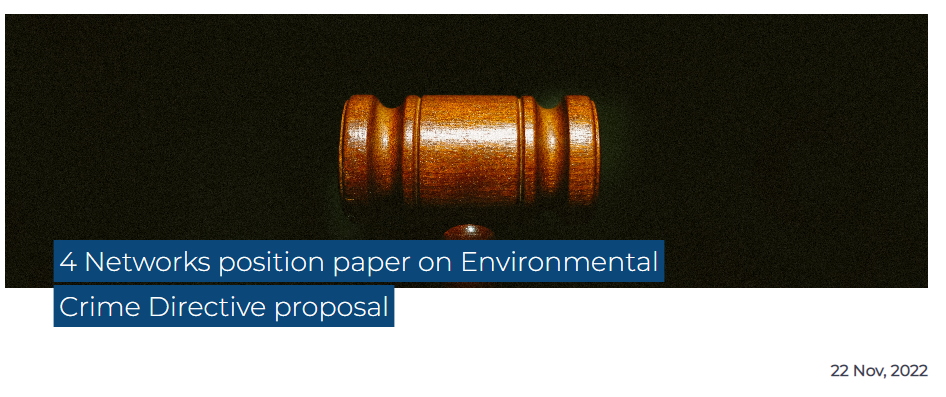 4 Networks position paper on Environmental
Crime Directive proposal
22 Nov, 2022